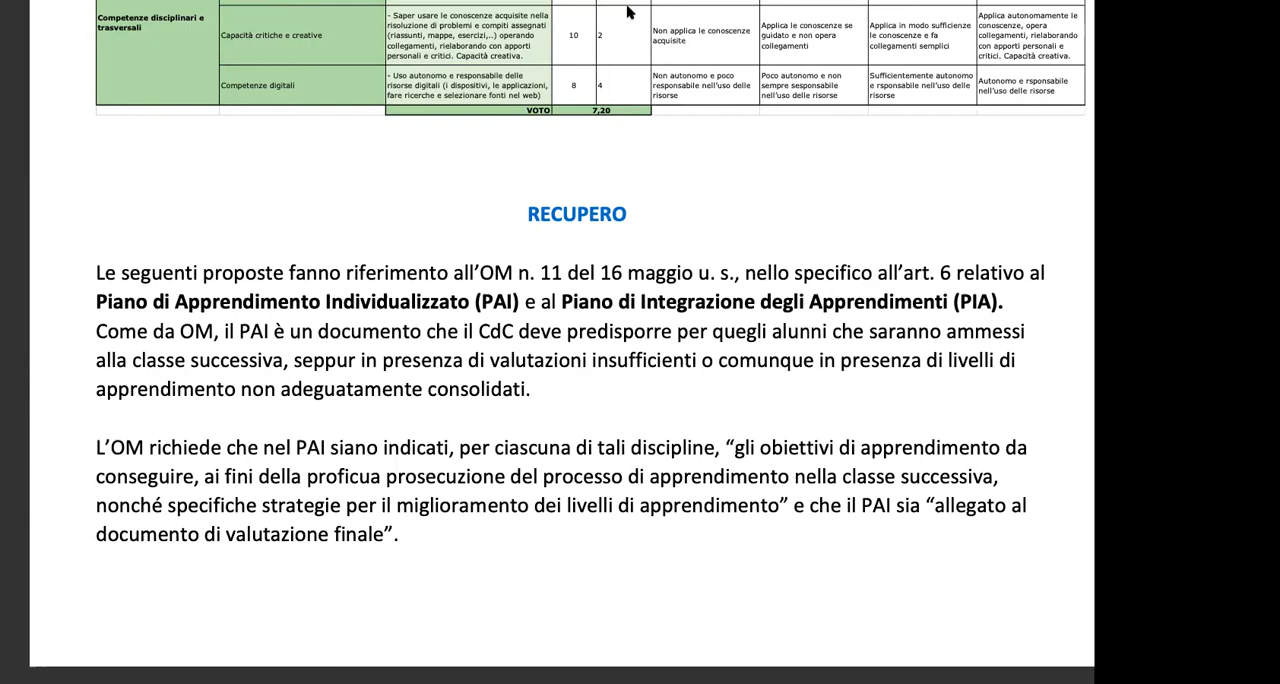 Competenze disciplinari e
trasversali
Capacità critiche e creative
- Saper usare le conoscenze acquisite nella
risoluzione di problemi e compiti assegnati
(riassunti, mappe, esercizi,..) operando
collegamenti, rielaborando con apporti
personali e critici. Capacità creativa.
10
2
Non applica le conoscenze
acquisite
Applica le conoscenze se
guidato e non opera
collegamenti
Applica in modo sufficienze
le conoscenze e fa
collegamenti semplici
Applica autonomamente le
conoscenze, opera
collegamenti, rielaborando
con apporti personali e
critici. Capacità creativa.
Competenze digitali
- Uso autonomo e responsabile delle
risorse digitali (i dispositivi, le applicazioni,
fare ricerche e selezionare fonti nel web)
8
4
Non autonomo e poco
responsabile nell'uso delle
risorse
Poco autonomo e non
sempre sesponsabile
nell'uso delle risorse
Sufficientemente autonomo
e rsponsabile nell'uso delle
risorse
Autonomo e rsponsabile
nell'uso delle risorse
VOTO
7,20
RECUPERO
Le seguenti proposte fanno riferimento all’OM n. 11 del 16 maggio u. s., nello specifico all’art. 6 relativo al
Piano di Apprendimento Individualizzato (PAI) e al Piano di Integrazione degli Apprendimenti (PIA).
Come da OM, il PAI è un documento che il CdC deve predisporre per quegli alunni che saranno ammessi
alla classe successiva, seppur in presenza di valutazioni insufficienti o comunque in presenza di livelli di
apprendimento non adeguatamente consolidati.
L’OM richiede che nel PAI siano indicati, per ciascuna di tali discipline, “gli obiettivi di apprendimento da
conseguire, ai fini della proficua prosecuzione del processo di apprendimento nella classe successiva,
nonché specifiche strategie per il miglioramento dei livelli di apprendimento” e che il PAI sia “allegato al
documento di valutazione finale”.